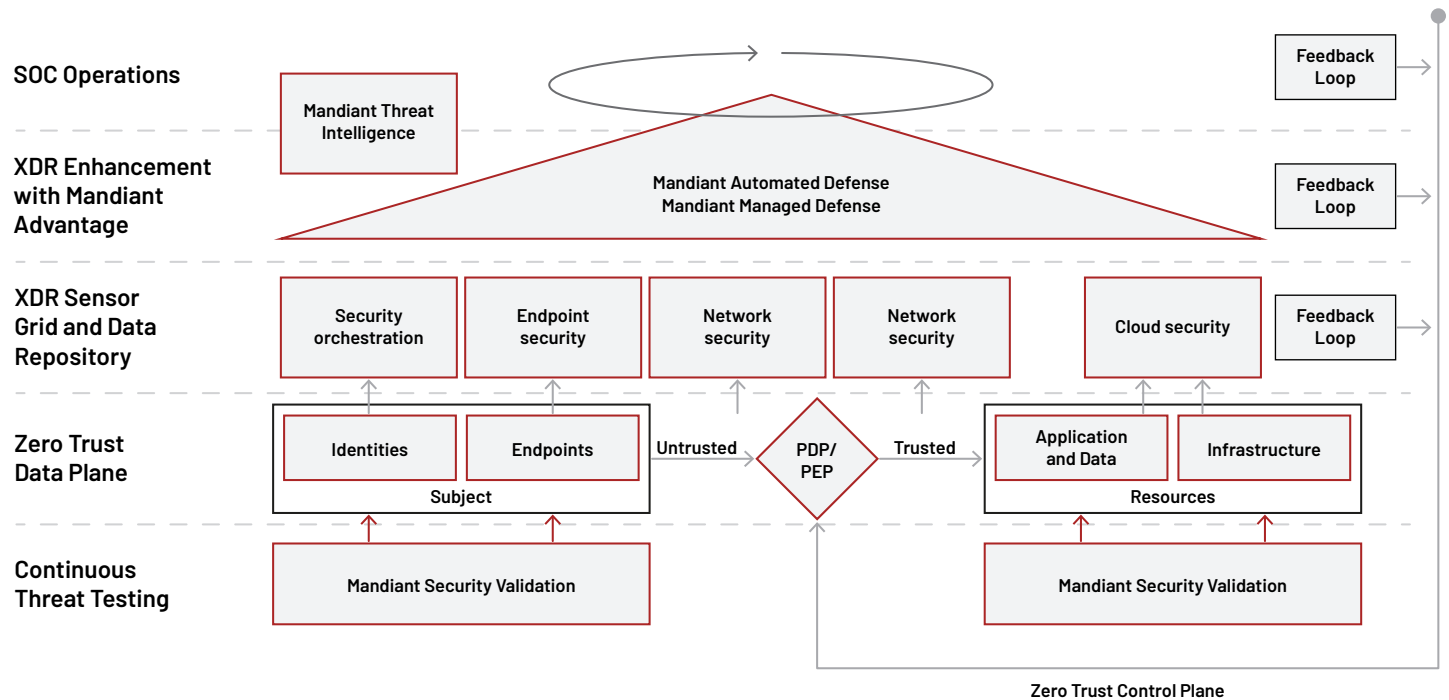 SOC Operations
Mandiant Threat
Intelligence
Feedback
Loop
XDR Enhancement
with Mandiant
Advantage
Mandiant Automated Defense
Mandiant Managed Defense
Feedback
Loop
XDR Sensor
Grid and Data
Repository
Security
orchestration
Endpoint
security
Network
security
Network
security
Cloud security
Feedback
Loop
Zero Trust
Data Plane
Identities
Endpoints
Subject
Untrusted
PDP/
PEP
Trusted
Application
and Data
Infrastructure
Resources
Continuous
Threat Testing
Mandiant Security Validation
Mandiant Security Validation
Zero Trust Control Plane